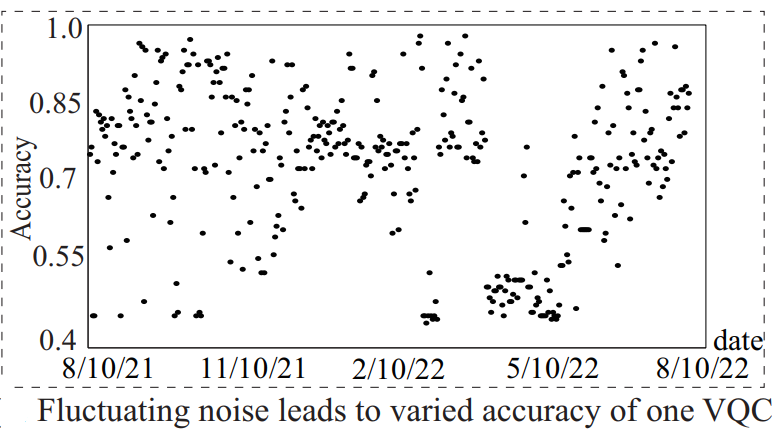 1.0
0.85
0.7
0.55
0.4
Accuracy
date
8/10/21 11/10/21 2/10/22 5/10/22 8/10/22
Fluctuating noise leads to varied accuracy of one VQC